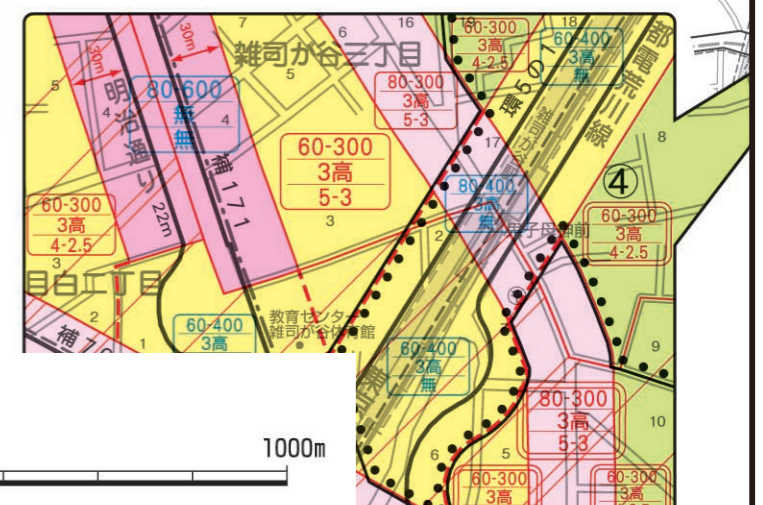 7
6
16
19
18
60-300
3高
4-2.5
60-400
3高
無
都電荒川線
30m
30m
雑司が谷三丁目
5
5
80-300
3高
5-3
環5の1
80-600
無
無
明治通り
4
4
補171
17
8
60-300
3高
5-3
④
80-400
3高
無
60-300
3高
4-2.5
22m
3
2
60-300
3高
4-2.5
3
目白二丁目
2
1
教育センター
雑司が谷体育館
60-400
3高
60-400
3高
無
9
80-300
3高
5-3
10
1000m
6
5
60-300
3高
60-300
3高